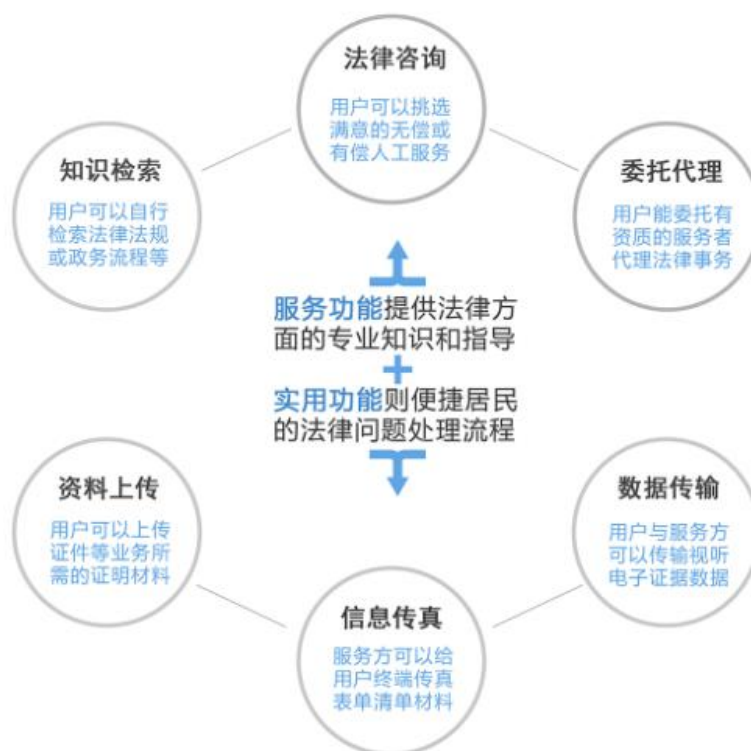 法律咨询
用户可以挑选
满意的无偿或
有偿人工服务
知识检索
用户可以自行
检索法律法规
或政务流程等
委托代理
用户能委托有
资质的服务者
代理法律事务
服务功能提供法律方
面的专业知识和指导
+
实用功能则便捷居民
的法律问题处理流程
资料上传
用户可以上传
证件等业务所
需的证明材料
数据传输
用户与服务方
可以传输视听
电子证据数据
信息传真
服务方可以给
用户终端传真
表单清单材料